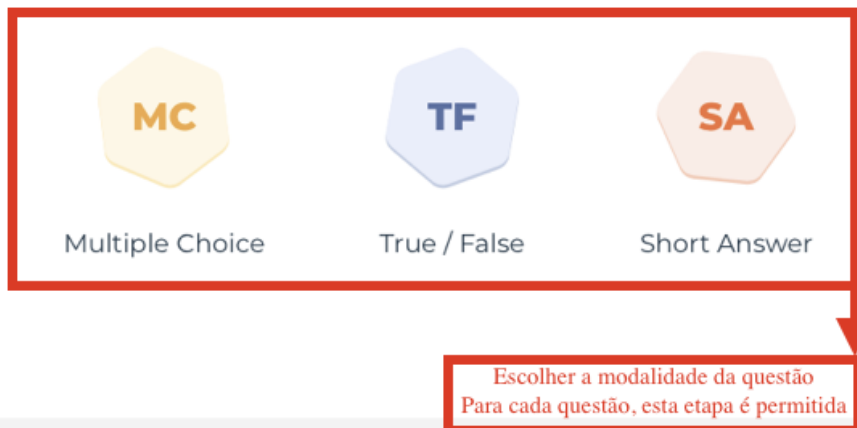 MC TF SA
Multiple Choice True / False Short Answer
Escolher a modalidade da questão
Para cada questão, esta etapa é permitida